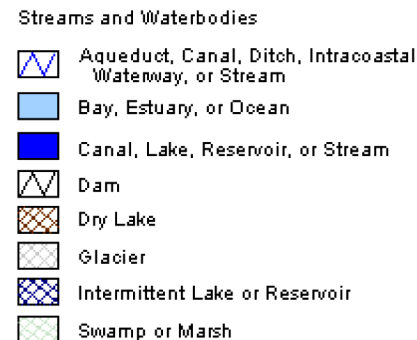 Streams and Waterbodies
Aqueduct, Canal, Ditch, Intracoastal
Waterway, or Stream
Bay, Estuary, or Ocean
Canal, Lake, Reservoir, or Stream
Dam
Dry Lake
Glacier
Intermittent Lake or Reservoir
Swamp or Marsh